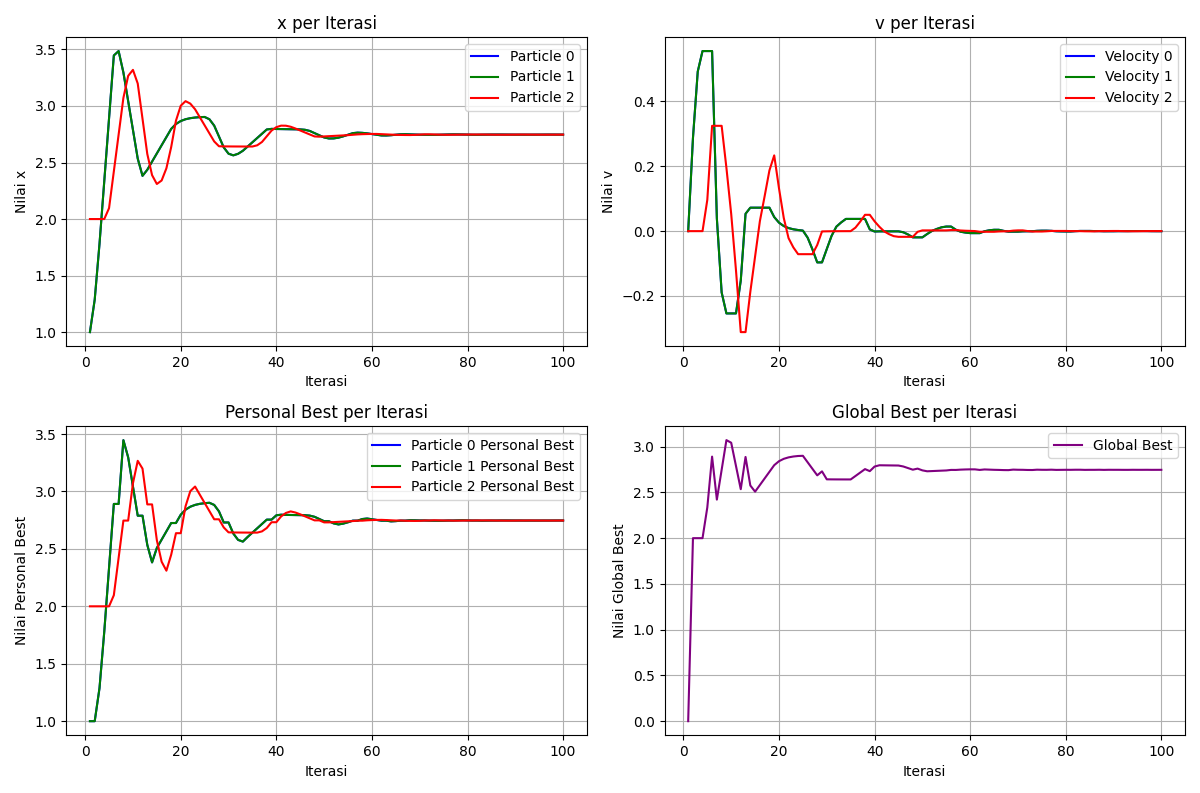 x per Iterasi
Nilai x
3.5
3.0
2.5
2.0
1.5
1.0
0
20
40
60
80
100
Iterasi
Particle 0
Particle 1
Particle 2
v per Iterasi
Nilai v
0.4
0.2
0.0
−0.2
0
20
40
60
80
100
Iterasi
Velocity 0
Velocity 1
Velocity 2
Personal Best per Iterasi
Nilai Personal Best
3.5
3.0
2.5
2.0
1.5
1.0
0
20
40
60
80
100
Iterasi
Particle 0 Personal Best
Particle 1 Personal Best
Particle 2 Personal Best
Global Best per Iterasi
Nilai Global Best
3.0
2.5
2.0
1.5
1.0
0.5
0.0
0
20
40
60
80
100
Iterasi
Global Best